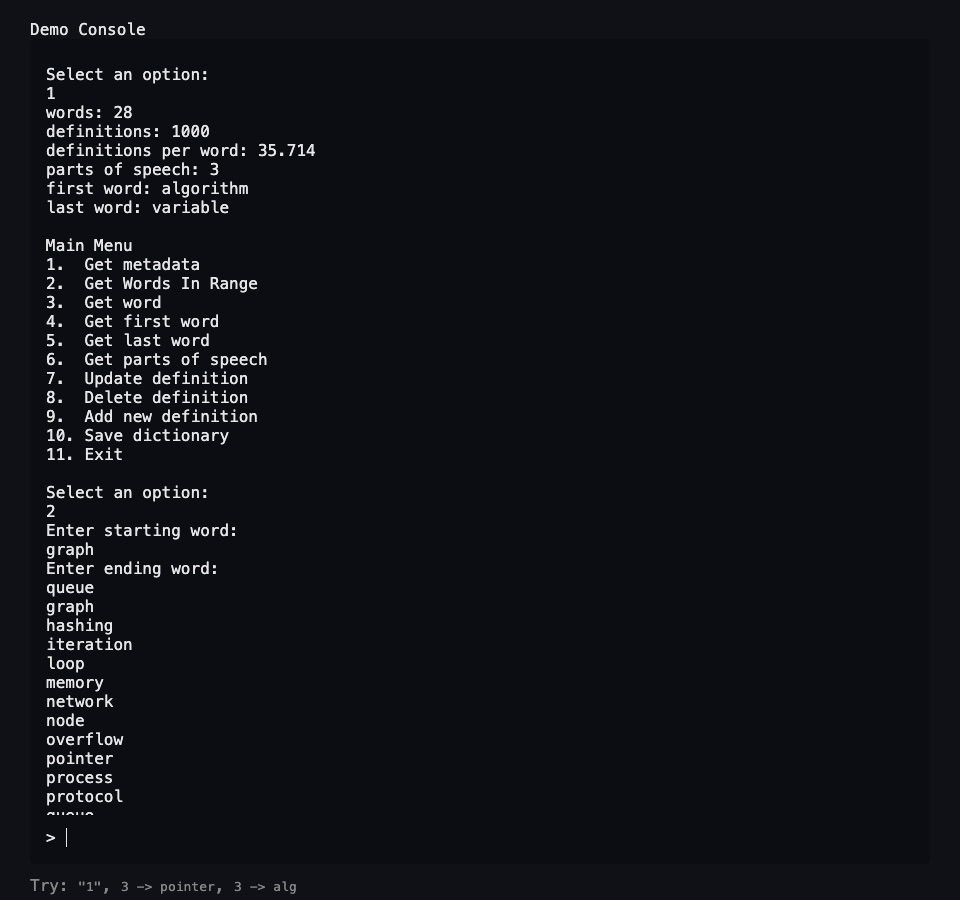 Demo Console
Select an option:
1
words: 28
definitions: 1000
definitions per word: 35.714
parts of speech: 3
first word: algorithm
last word: variable
Main Menu
1.  Get metadata
2.  Get Words In Range
3.  Get word
4.  Get first word
5.  Get last word
6.  Get parts of speech
7.  Update definition
8.  Delete definition
9.  Add new definition
10. Save dictionary
11. Exit
Select an option:
2
Enter starting word:
graph
Enter ending word:
queue
graph
hashing
iteration
loop
memory
network
node
overflow
pointer
process
protocol
queue
>
Try: "1", 3 -> pointer, 3 -> alg